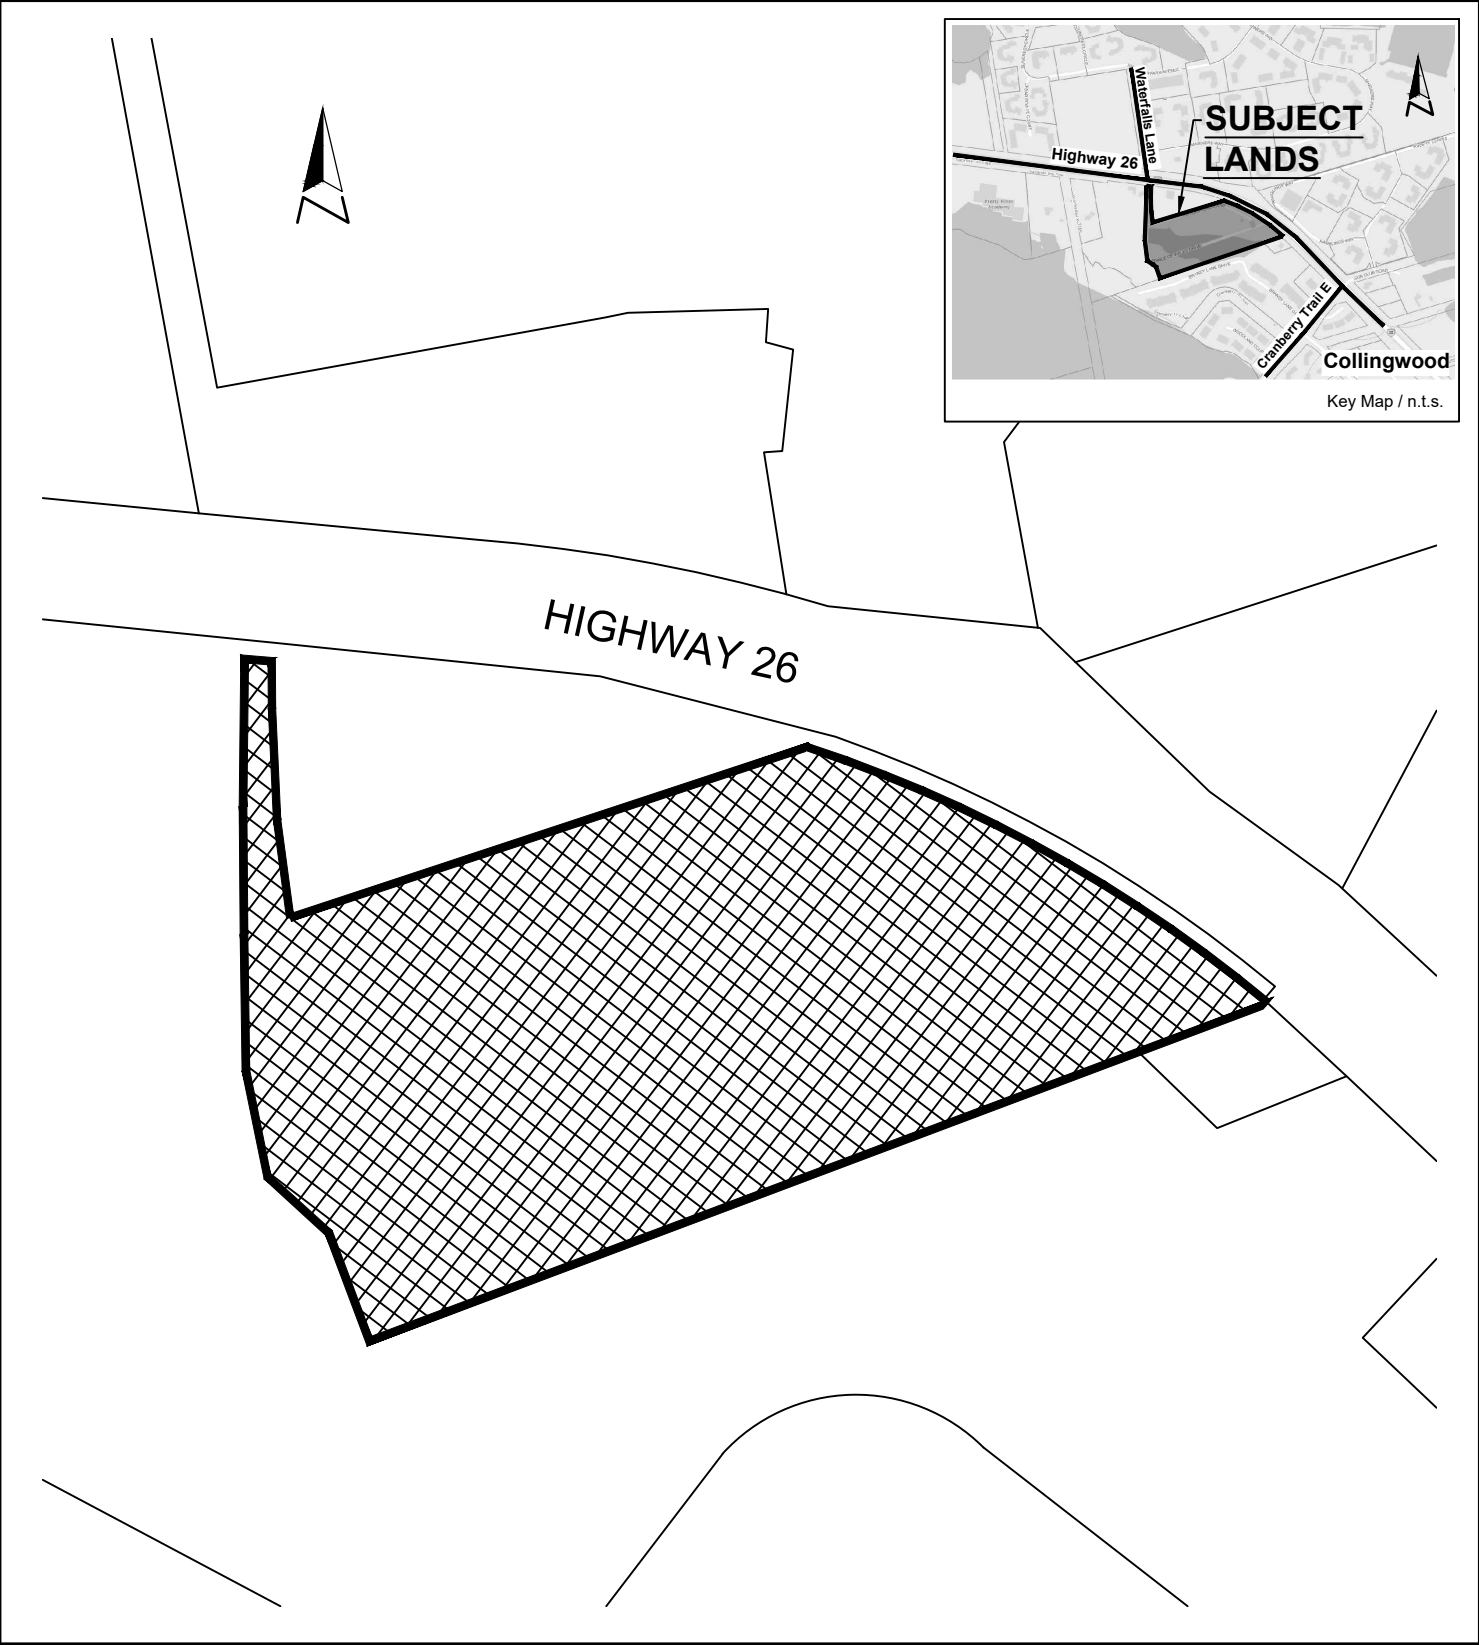 Waterfalls Lane
SUBJECT
LANDS
Highway 26
Cranberry Trail E
Collingwood
Key Map / n.t.s.
HIGHWAY 26